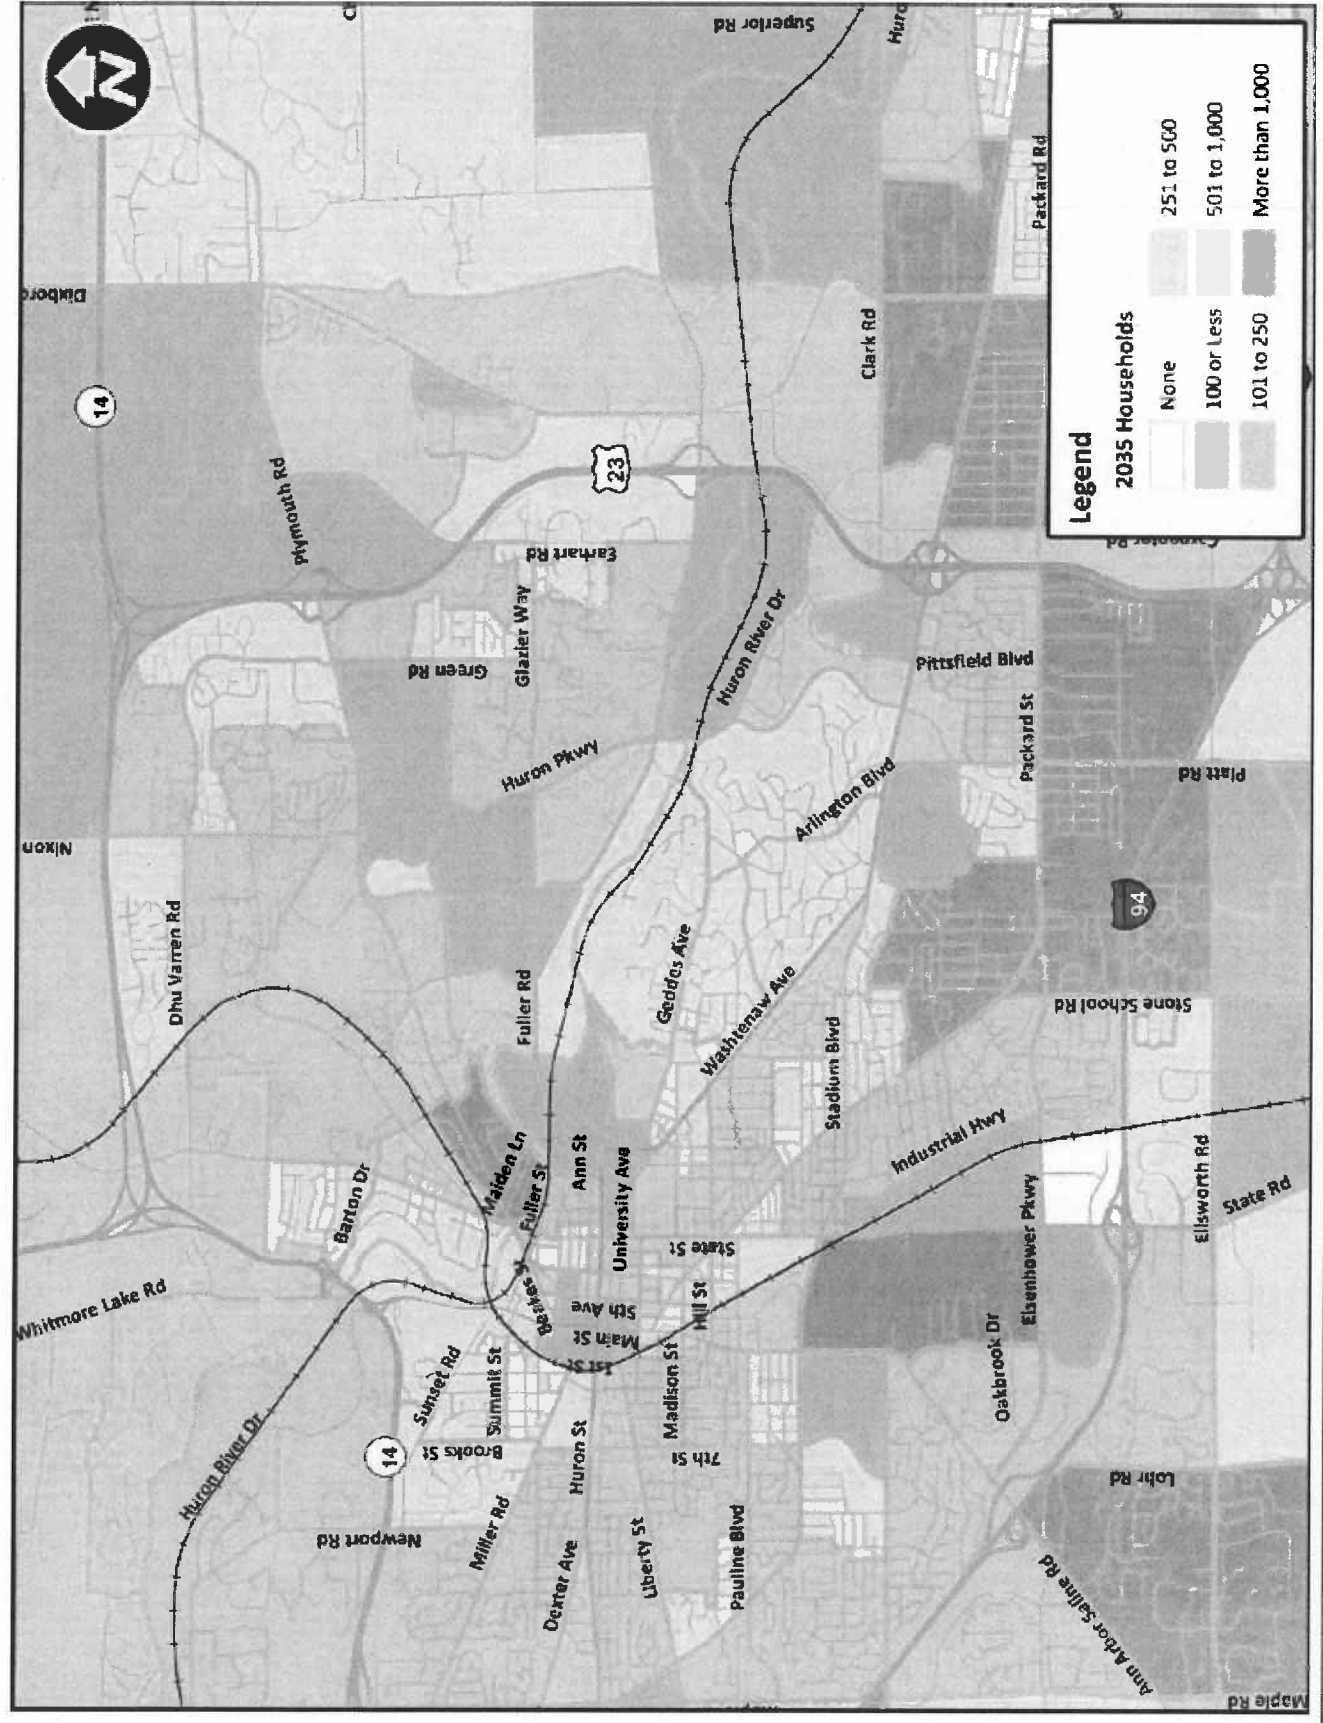 N
14
Superior Rd
Dixboro
Plymouth Rd
23
Earhart Rd
Clark Rd
Packard Rd
Nixon
Dhu Varren Rd
Green Rd
Glazier Way
Huron Pkwy
Huron River Dr
Pittsfield Blvd
Packard St
Platt Rd
Arlington Blvd
Carpenter Rd
Fuller Rd
Geddes Ave
Washtenaw Ave
Stadium Blvd
94
Stone School Rd
Whitmore Lake Rd
Barton Dr
Maiden Ln
Fuller St
Ann St
University Ave
State St
Industrial Hwy
Eisenhower Pkwy
Ellsworth Rd
State Rd
Beakes St
5th Ave
Main St
1st St
Hill St
Madison St
Huron River Dr
14
Sunset Rd
Summit St
Brooks St
Huron St
7th St
Oakbrook Dr
Lohr Rd
Newport Rd
Miller Rd
Dexter Ave
Liberty St
Pauline Blvd
Ann Arbor Saline Rd
Maple Rd
Legend
2035 Households
None
100 or Less
101 to 250
251 to 500
501 to 1,000
More than 1,000